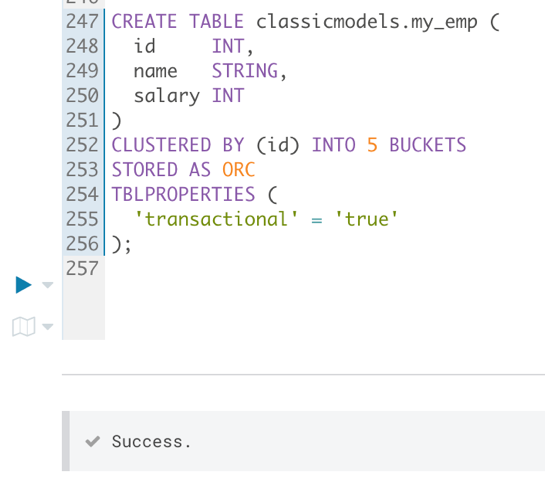 247 CREATE TABLE classicmodels.my_emp (
248   id     INT,
249   name   STRING,
250   salary INT
251 )
252 CLUSTERED BY (id) INTO 5 BUCKETS
253 STORED AS ORC
254 TBLPROPERTIES (
255   'transactional' = 'true'
256 );
257
Success.